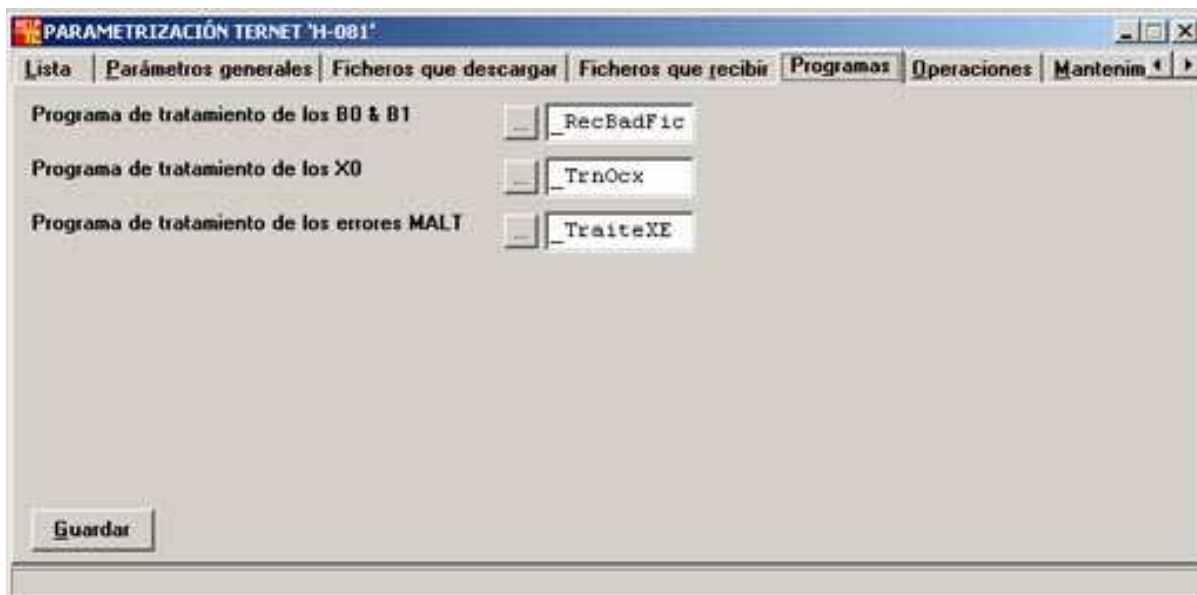 PARAMETRIZACIÓN TERNET 'H-081'
Lista Parámetros generales Ficheros que descargar Ficheros que recibir Programas Operaciones Mantenim
Programa de tratamiento de los B0 & B1 ... _RecBadFic
Programa de tratamiento de los X0 ... _TrnOcx
Programa de tratamiento de los errores MALT ... _TraiteXE
Guardar